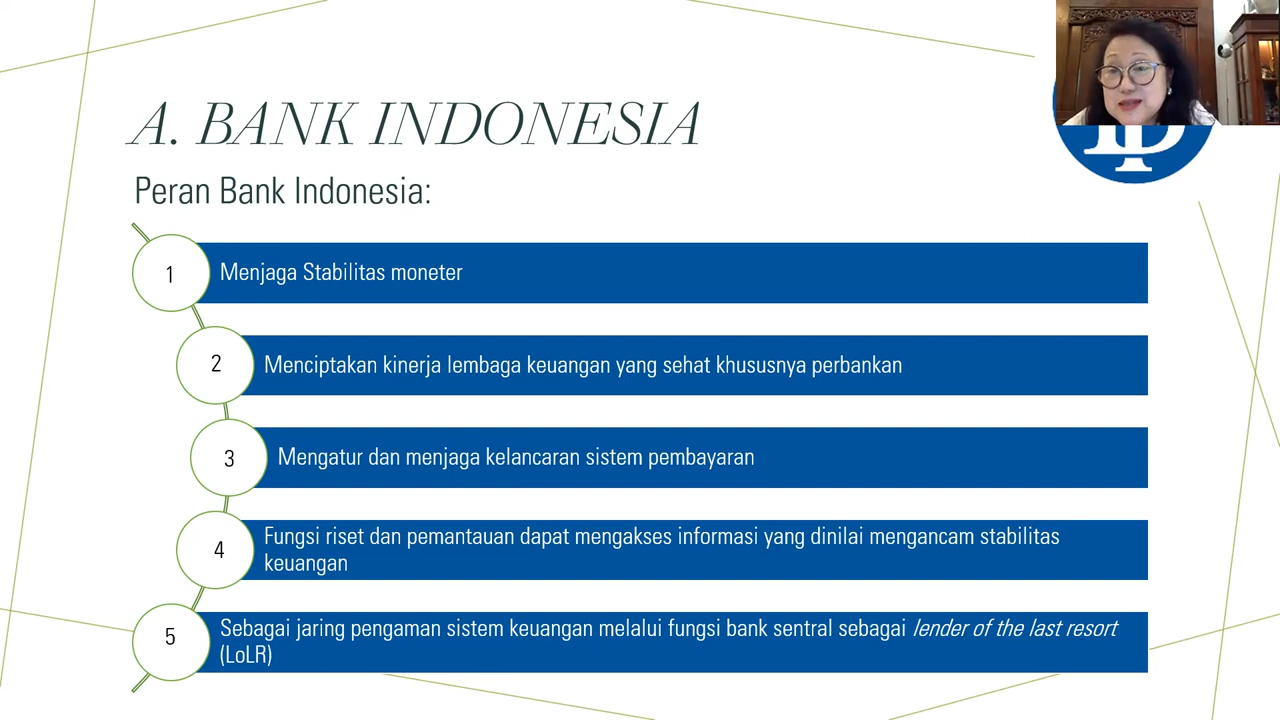 A. BANK INDONESIA
Peran Bank Indonesia:
1
Menjaga Stabilitas moneter
2
Menciptakan kinerja lembaga keuangan yang sehat khususnya perbankan
3
Mengatur dan menjaga kelancaran sistem pembayaran
4
Fungsi riset dan pemantauan dapat mengakses informasi yang dinilai mengancam stabilitas
keuangan
5
Sebagai jaring pengaman sistem keuangan melalui fungsi bank sentral sebagai lender of the last resort
(LoLR)